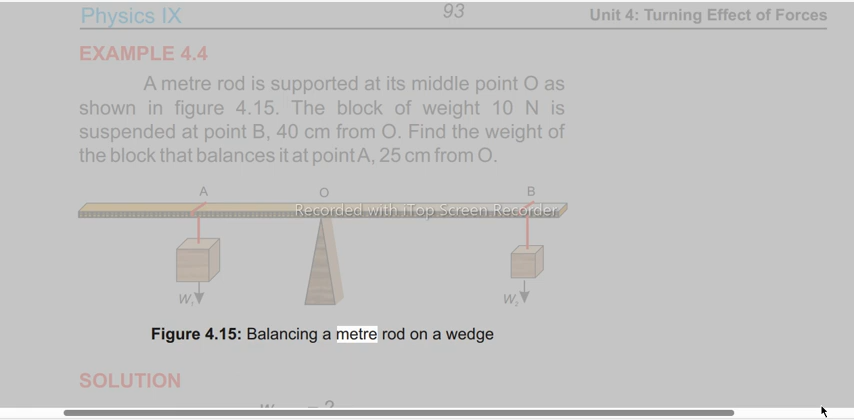 Physics IX 93 Unit 4: Turning Effect of Forces
EXAMPLE 4.4
A metre rod is supported at its middle point O as
shown in figure 4.15. The block of weight 10 N is
suspended at point B, 40 cm from O. Find the weight of
the block that balances it at point A, 25 cm from O.
A O B
Recorded with iTop Screen Recorder
W₁ W₂
Figure 4.15: Balancing a metre rod on a wedge
SOLUTION